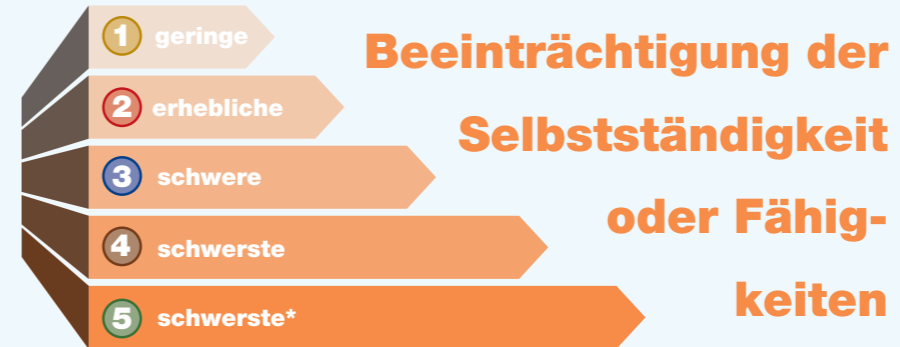 1 geringe
2 erhebliche
3 schwere
4 schwerste
5 schwerste*
Beeinträchtigung der
Selbstständigkeit
oder Fähig-
keiten